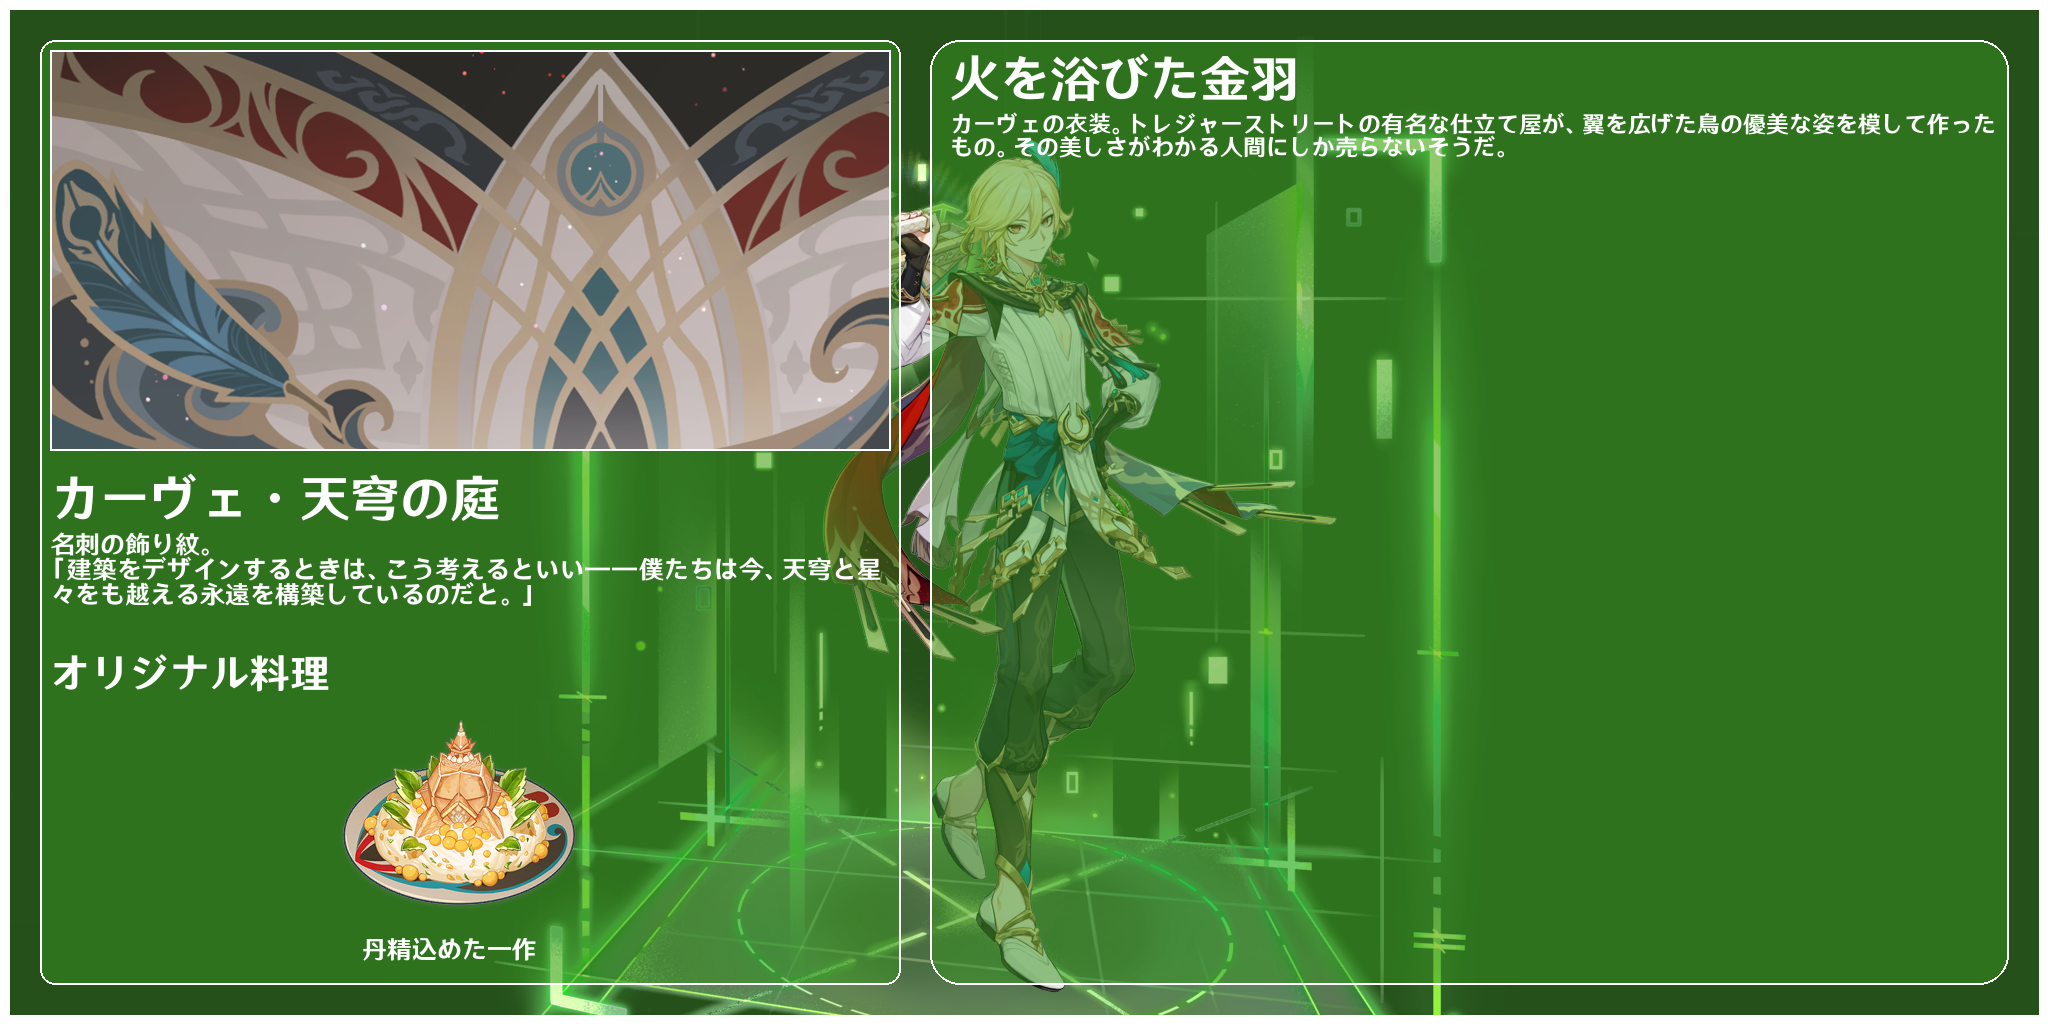 カーヴェ・天穹の庭
名刺の飾り紋。
「建築をデザインするときは、こう考えるといい――僕たちは今、天穹と星
々をも越える永遠を構築しているのだと。」
オリジナル料理
丹精込めた一作
火を浴びた金羽
カーヴェの衣装。トレジャーストリートの有名な仕立て屋が、翼を広げた鳥の優美な姿を模して作った
もの。その美しさがわかる人間にしか売らないそうだ。